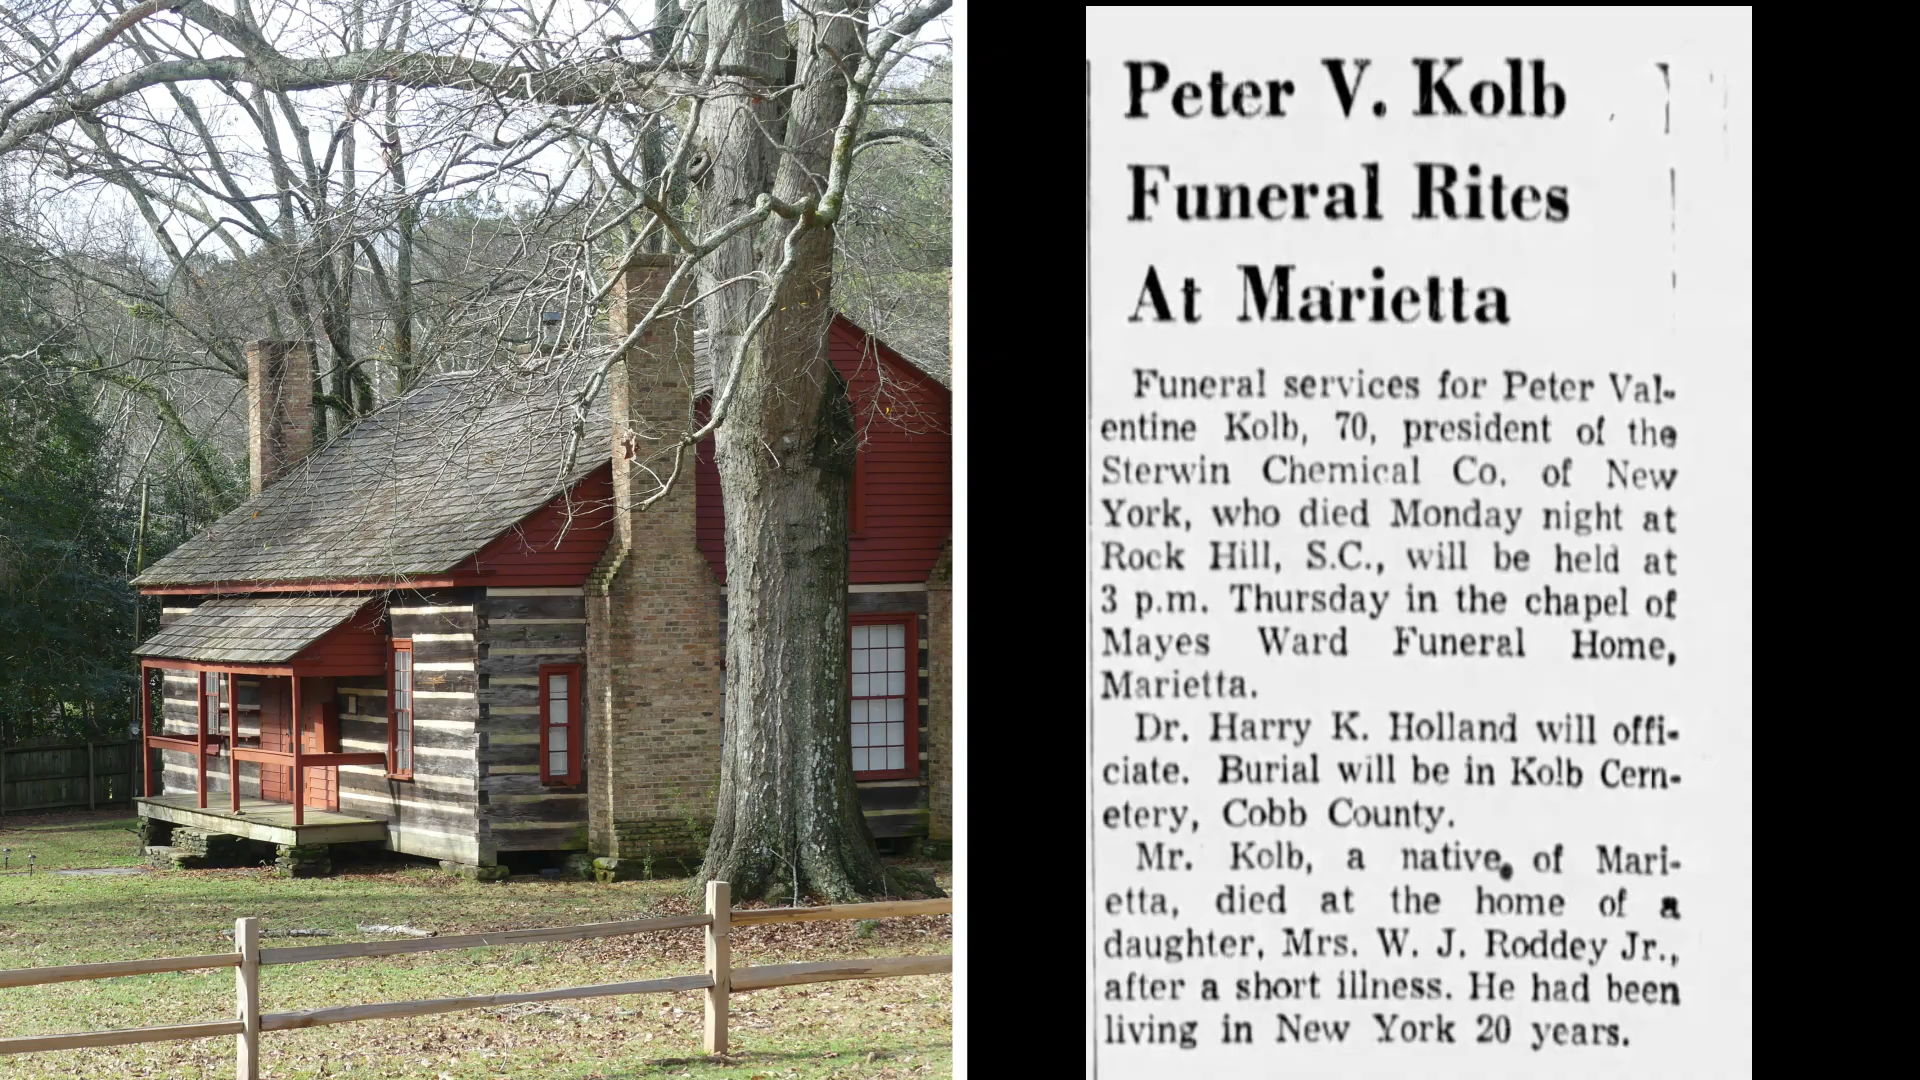 Peter V. Kolb
Funeral Rites
At Marietta
Funeral services for Peter Val-
entine Kolb, 70, president of the
Sterwin Chemical Co. of New
York, who died Monday night at
Rock Hill, S.C., will be held at
3 p.m. Thursday in the chapel of
Mayes Ward Funeral Home,
Marietta.
Dr. Harry K. Holland will offi-
ciate. Burial will be in Kolb Cem-
etery, Cobb County.
Mr. Kolb, a native of Mari-
etta, died at the home of a
daughter, Mrs. W. J. Roddey Jr.,
after a short illness. He had been
living in New York 20 years.